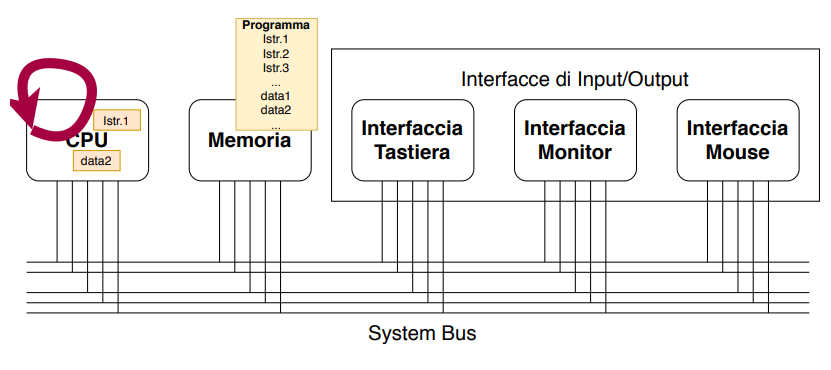 Programma
Istr.1
Istr.2
Istr.3
...
data1
data2
...
Interfacce di Input/Output
Istr.1
CPU
data2
Memoria
Interfaccia
Tastiera
Interfaccia
Monitor
Interfaccia
Mouse
System Bus